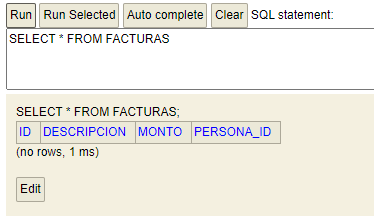 Run Run Selected Auto complete Clear SQL statement:
SELECT * FROM FACTURAS
SELECT * FROM FACTURAS;
ID DESCRIPCION MONTO PERSONA_ID
(no rows, 1 ms)
Edit